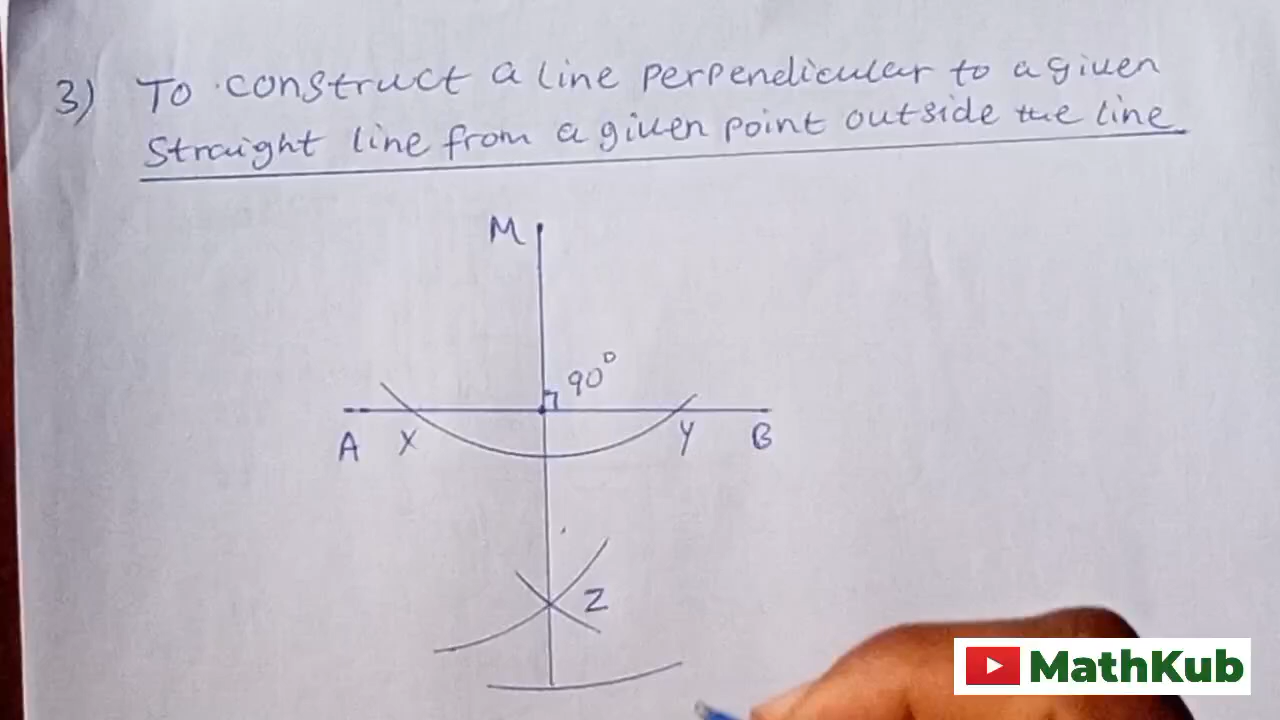 3) To construct a line perpendicular to a given
straight line from a given point outside the line
M
90°
A X Y B
Z
MathKub